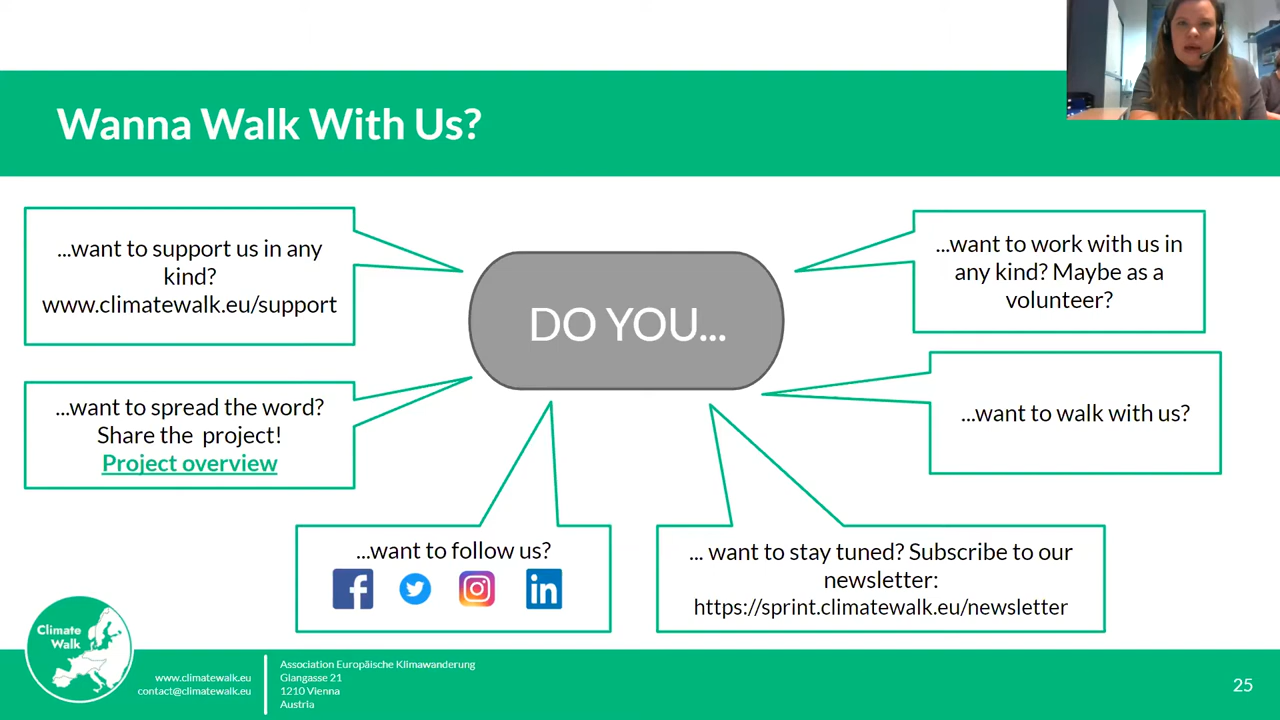 Wanna Walk With Us?
...want to support us in any
kind?
www.climatewalk.eu/support
DO YOU...
...want to work with us in
any kind? Maybe as a
volunteer?
...want to spread the word?
Share the project!
Project overview
...want to walk with us?
...want to follow us?
... want to stay tuned? Subscribe to our
newsletter:
https://sprint.climatewalk.eu/newsletter
Climate
Walk
www.climatewalk.eu
contact@climatewalk.eu
Association Europäische Klimawanderung
Glangasse 21
1210 Vienna
Austria
25